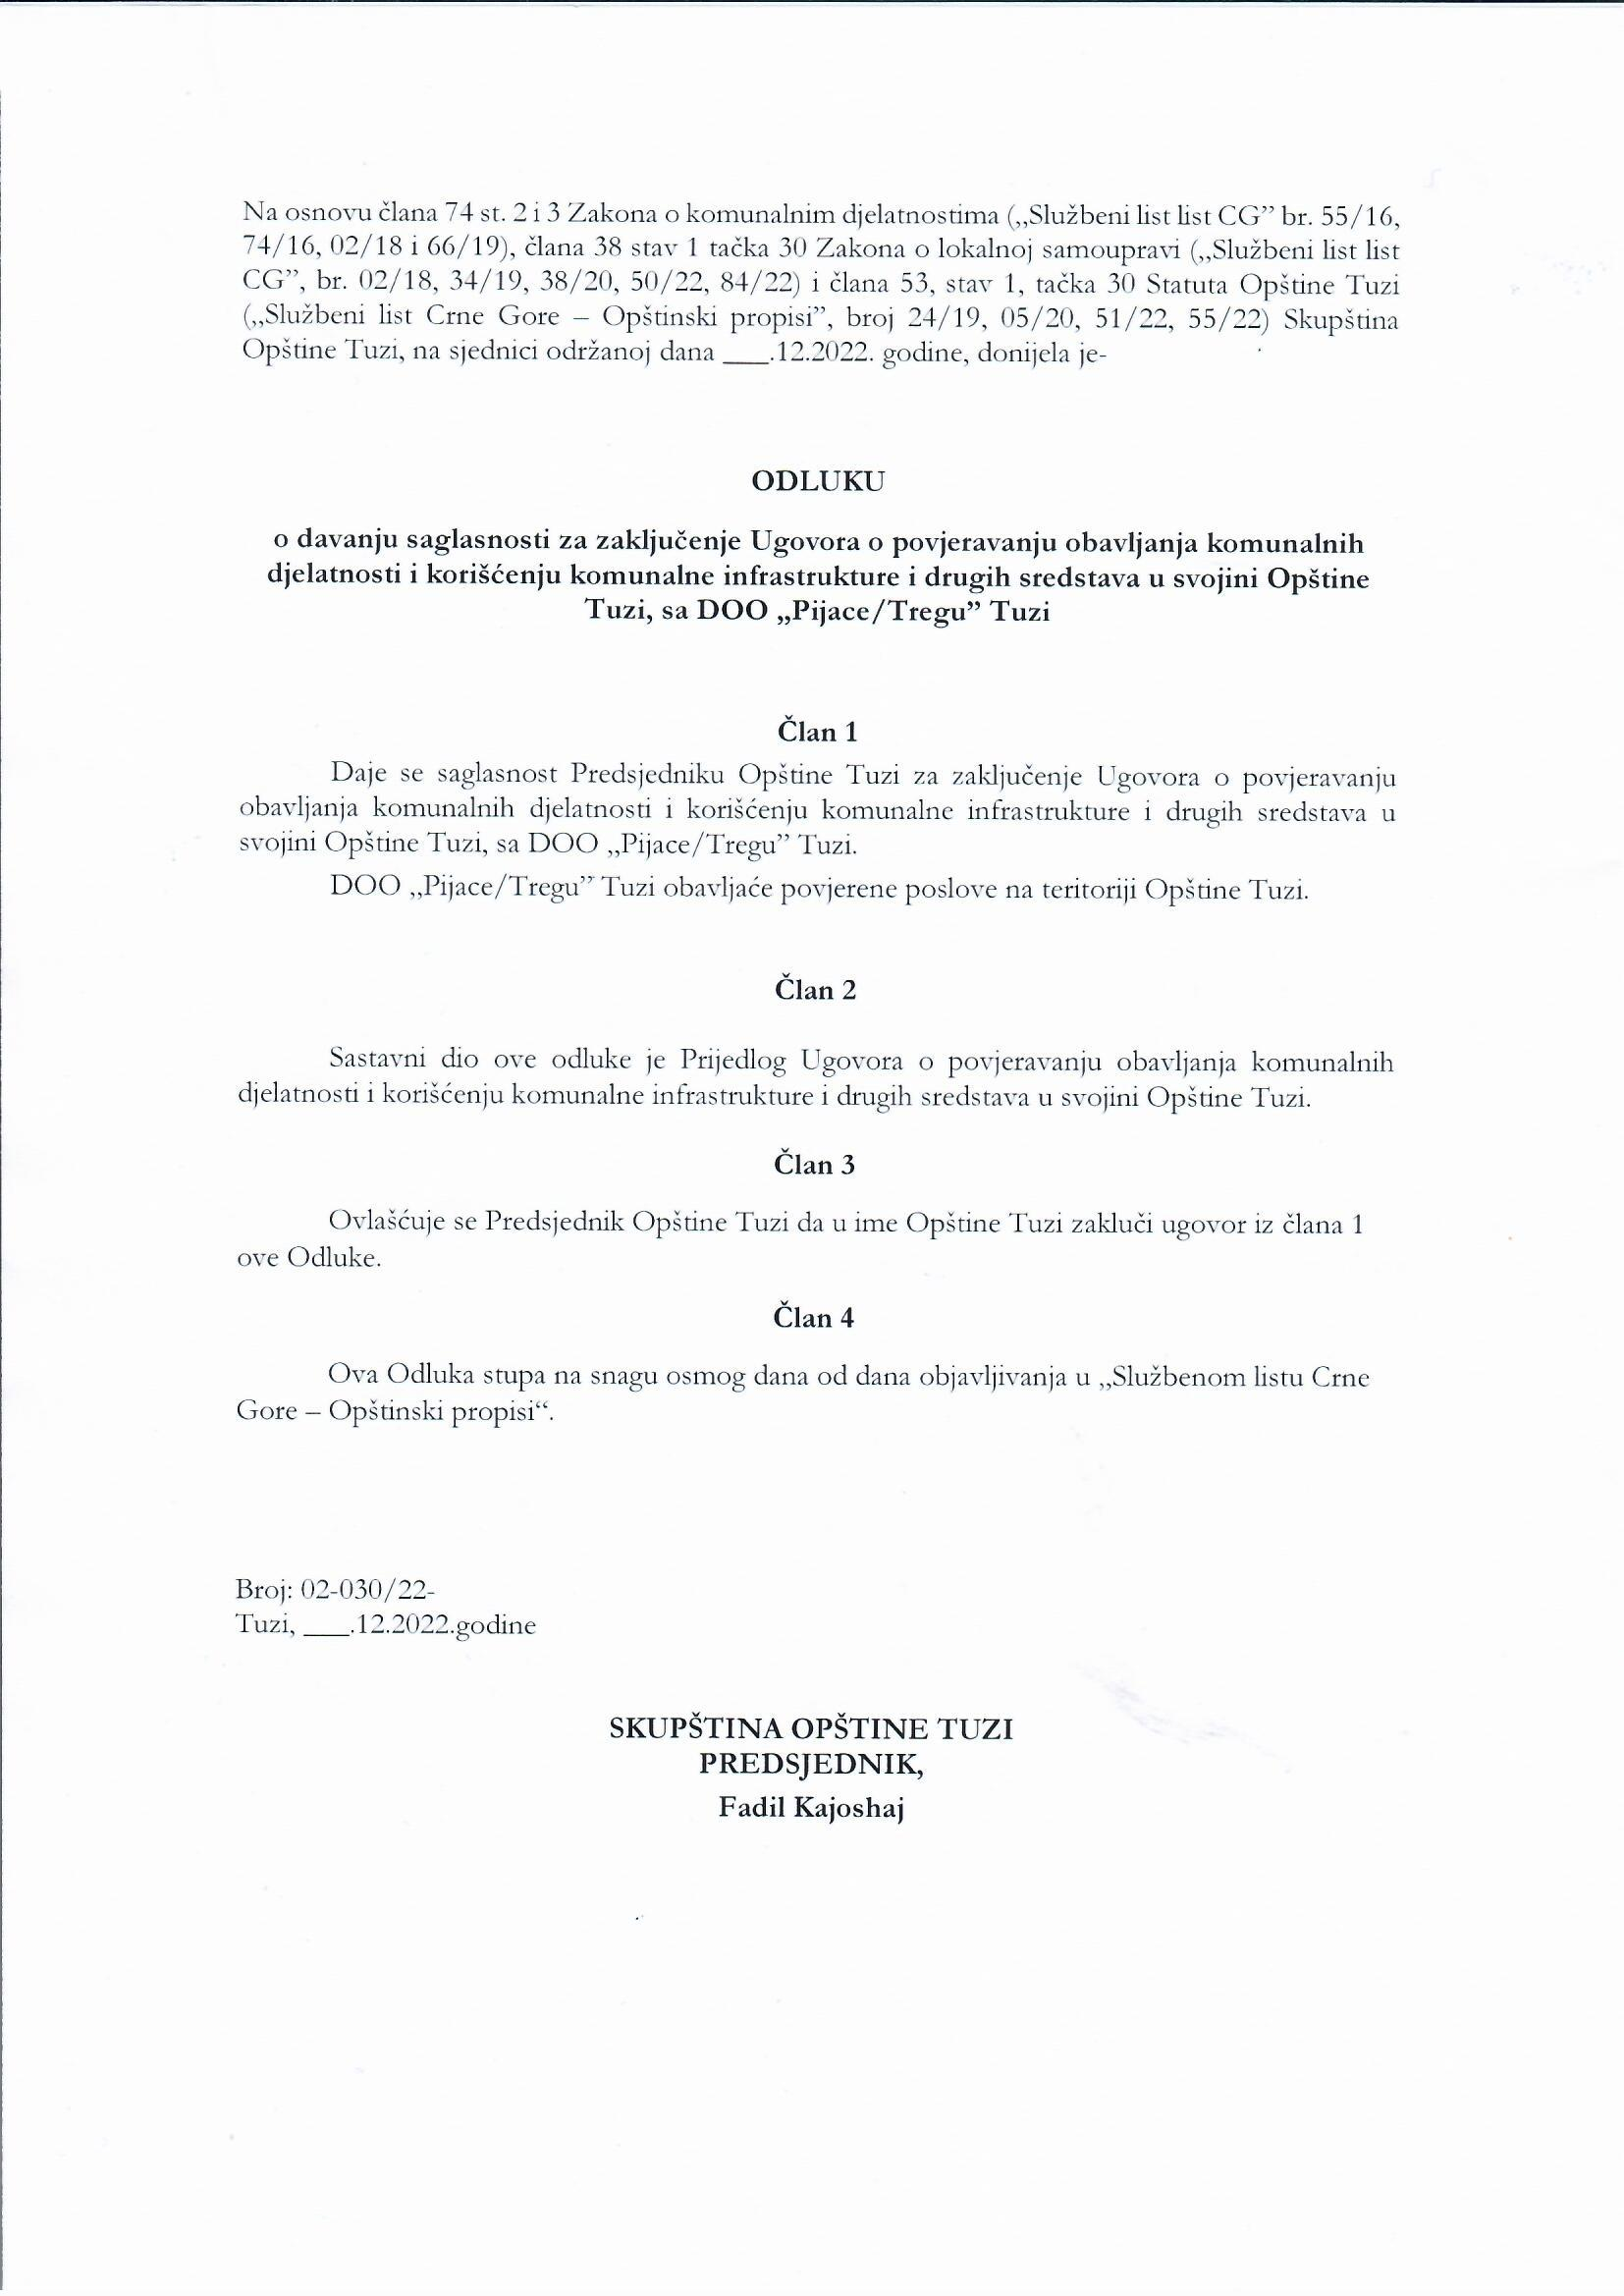 Na osnovu člana 74 st. 2 i 3 Zakona o komunalnim djelatnostima („Službeni list list CG” br. 55/16,
74/16, 02/18 i 66/19), člana 38 stav 1 tačka 30 Zakona o lokalnoj samoupravi („Službeni list list
CG”, br. 02/18, 34/19, 38/20, 50/22, 84/22) i člana 53, stav 1, tačka 30 Statuta Opštine Tuzi
(„Službeni list Crne Gore – Opštinski propisi”, broj 24/19, 05/20, 51/22, 55/22) Skupština
Opštine Tuzi, na sjednici održanoj dana ___.12.2022. godine, donijela je-
ODLUKU
o davanju saglasnosti za zaključenje Ugovora o povjeravanju obavljanja komunalnih
djelatnosti i korišćenju komunalne infrastrukture i drugih sredstava u svojini Opštine
Tuzi, sa DOO „Pijace/Tregu” Tuzi
Član 1
Daje se saglasnost Predsjedniku Opštine Tuzi za zaključenje Ugovora o povjeravanju
obavljanja komunalnih djelatnosti i korišćenju komunalne infrastrukture i drugih sredstava u
svojini Opštine Tuzi, sa DOO „Pijace/Tregu” Tuzi.
DOO „Pijace/Tregu” Tuzi obavljaće povjerene poslove na teritoriji Opštine Tuzi.
Član 2
Sastavni dio ove odluke je Prijedlog Ugovora o povjeravanju obavljanja komunalnih
djelatnosti i korišćenju komunalne infrastrukture i drugih sredstava u svojini Opštine Tuzi.
Član 3
Ovlašćuje se Predsjednik Opštine Tuzi da u ime Opštine Tuzi zakluči ugovor iz člana 1
ove Odluke.
Član 4
Ova Odluka stupa na snagu osmog dana od dana objavljivanja u „Službenom listu Crne
Gore – Opštinski propisi“.
Broj: 02-030/22-
Tuzi, ___.12.2022.godine
SKUPŠTINA OPŠTINE TUZI
PREDSJEDNIK,
Fadil Kajoshaj